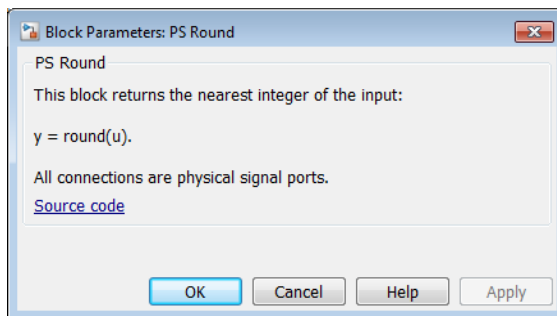 Block Parameters: PS Round
PS Round
This block returns the nearest integer of the input:
y = round(u).
All connections are physical signal ports.
Source code
OK Cancel Help Apply